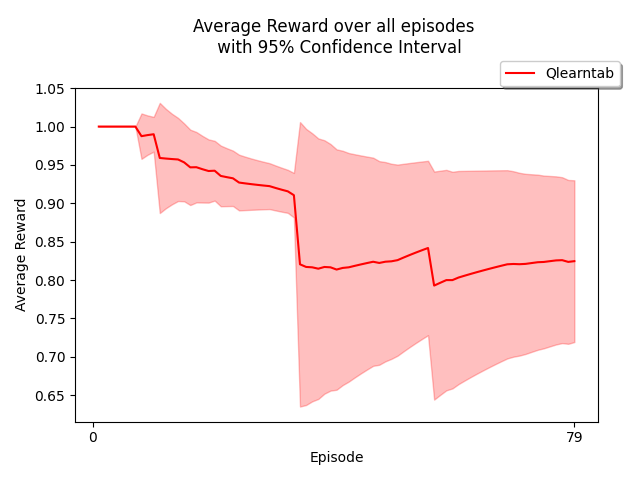 Average Reward over all episodes
with 95% Confidence Interval
Qlearntab
1.05
1.00
0.95
0.90
0.85
0.80
0.75
0.70
0.65
Average Reward
0
79
Episode